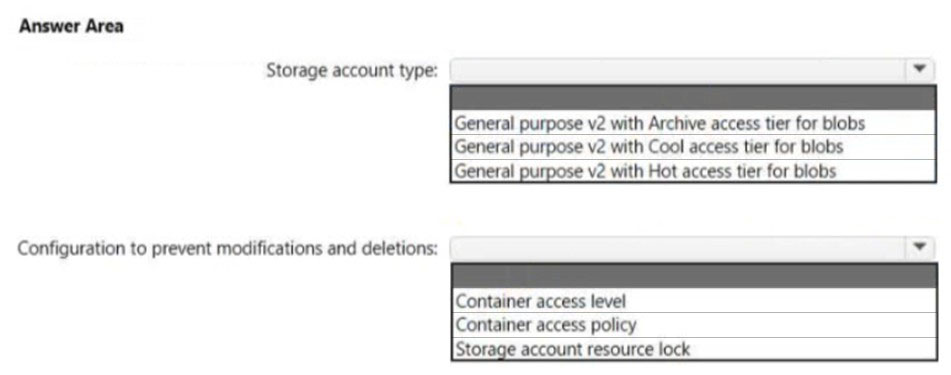 Answer Area
Storage account type:
General purpose v2 with Archive access tier for blobs
General purpose v2 with Cool access tier for blobs
General purpose v2 with Hot access tier for blobs
Configuration to prevent modifications and deletions:
Container access level
Container access policy
Storage account resource lock